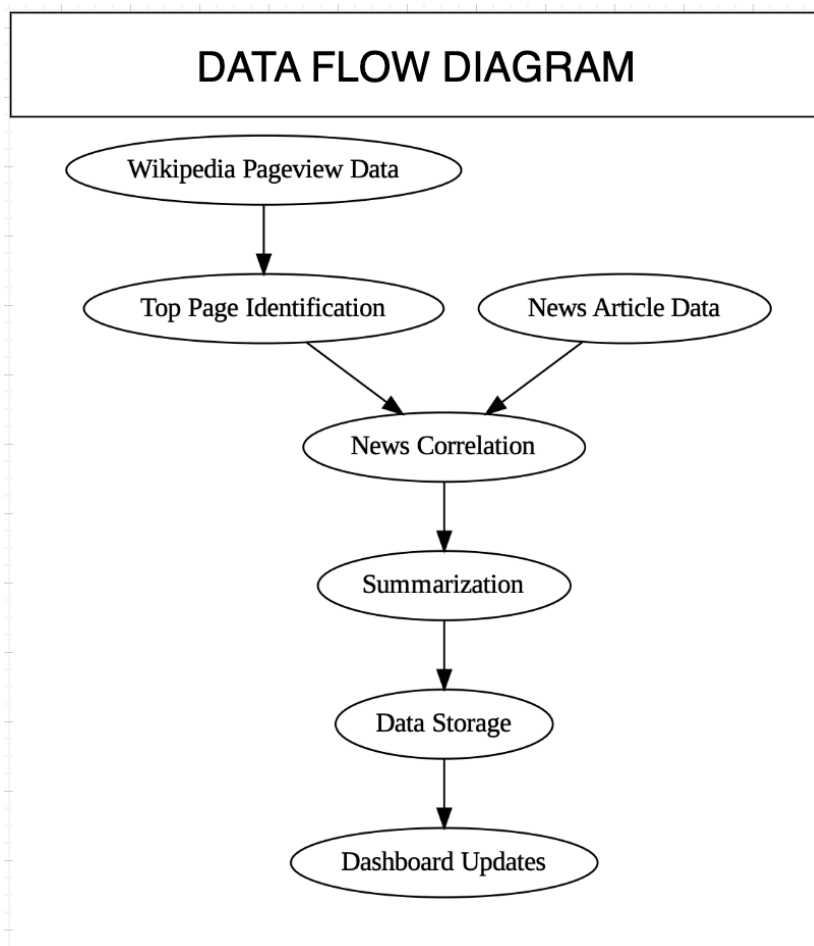 DATA FLOW DIAGRAM
Wikipedia Pageview Data
Top Page Identification
News Article Data
News Correlation
Summarization
Data Storage
Dashboard Updates